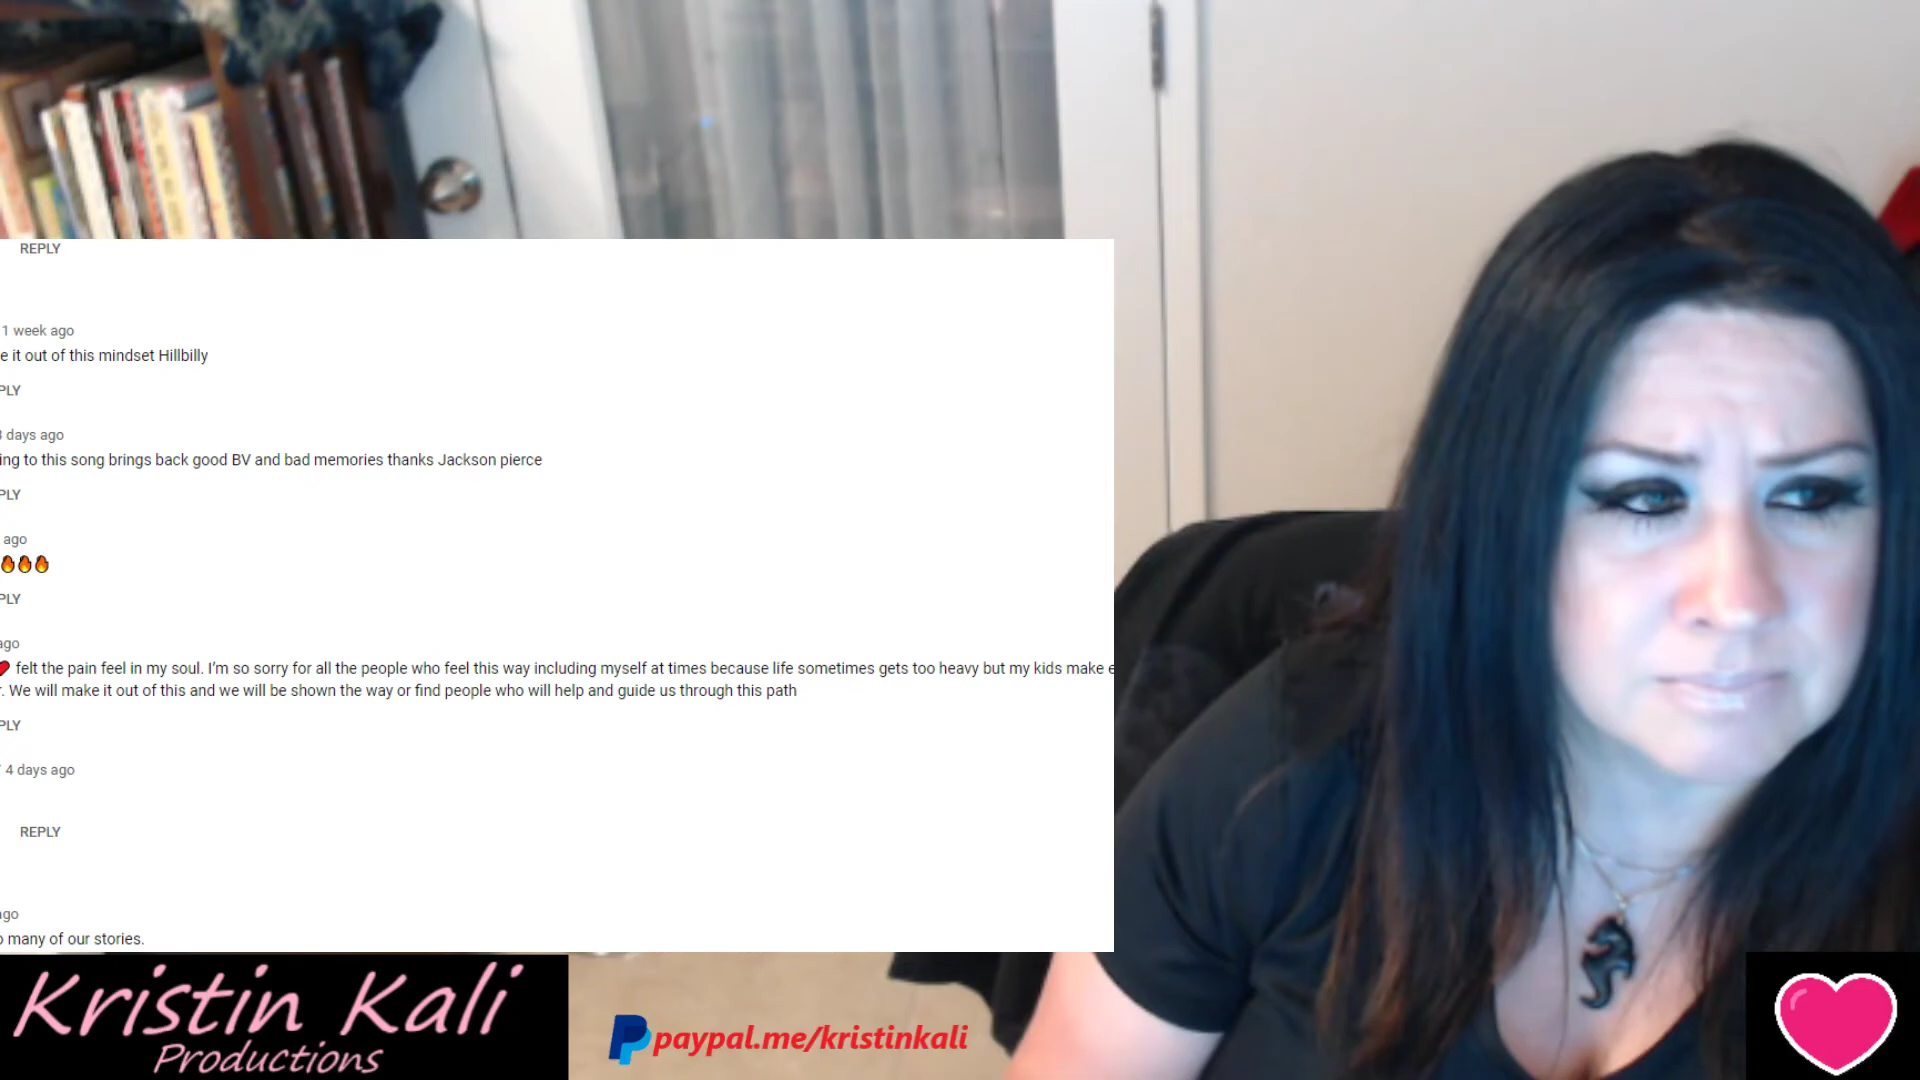 REPLY
1 week ago
e it out of this mindset Hillbilly
PLY
days ago
ing to this song brings back good BV and bad memories thanks Jackson pierce
PLY
ago
🔥🔥🔥
PLY
ago
felt the pain feel in my soul. I'm so sorry for all the people who feel this way including myself at times because life sometimes gets too heavy but my kids make e
. We will make it out of this and we will be shown the way or find people who will help and guide us through this path
PLY
4 days ago
REPLY
ago
o many of our stories.
Kristin Kali
Productions
paypal.me/kristinkali